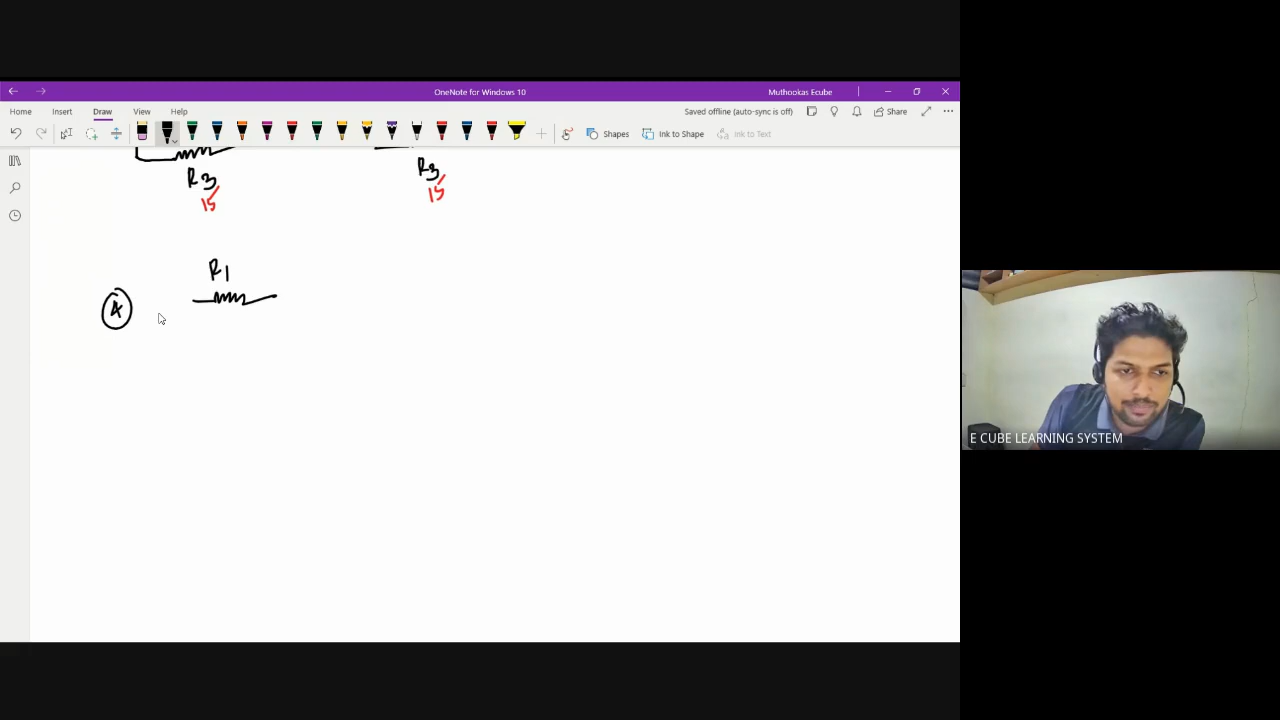 OneNote for Windows 10
Muthookas Ecube
Home Insert Draw View Help
Saved offline (auto-sync is off)
Share
Shapes
Ink to Shape
Ink to Text
R3 R3
15 15
R1
4
E CUBE LEARNING SYSTEM